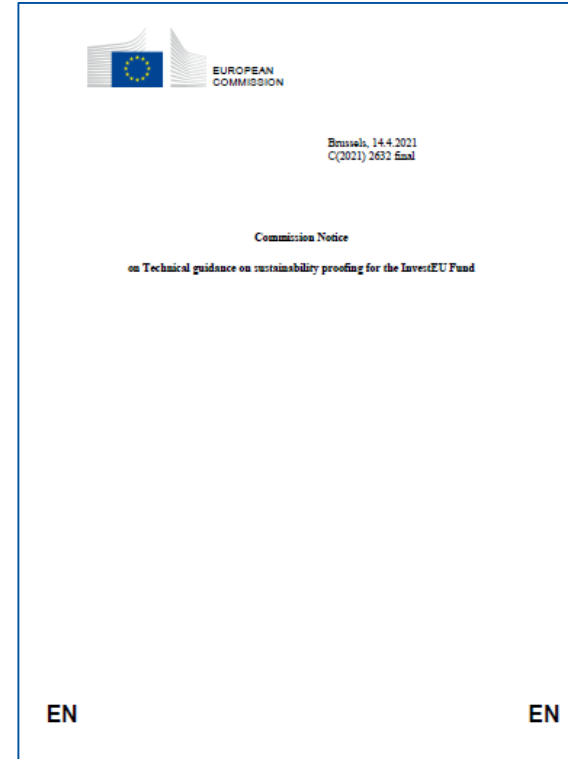 EUROPEAN
COMMISSION
Brussels, 14.4.2021
C(2021) 2632 final
Commission Notice
on Technical guidance on sustainability proofing for the InvestEU Fund
EN EN